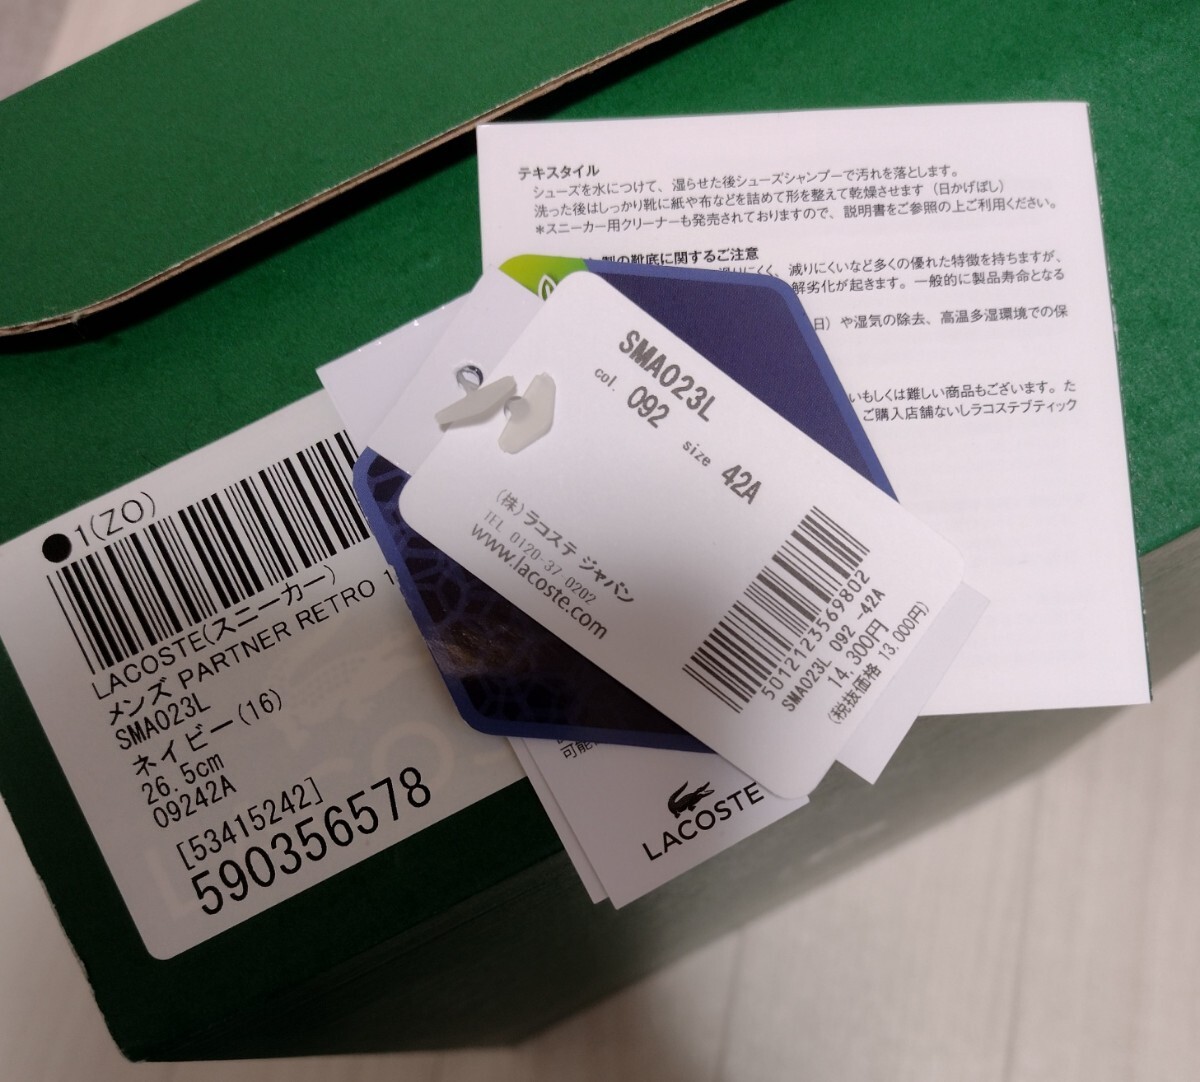 テキスタイル
シューズを水につけて、湿らせた後シューズシャンプーで汚れを落とします。
洗った後はしっかり靴に紙や布などを詰めて形を整えて乾燥させます（日かげぼし）
＊スニーカー用クリーナーも発売されておりますので、説明書をご参照の上ご利用ください。
製の靴底に関するご注意
滑りにくく、減りにくいなど多くの優れた特徴を持ちますが、
解劣化が起きます。一般的に製品寿命となる
日）や湿気の除去、高温多湿環境での保
いもしくは難しい商品もございます。た
ご購入店舗ないしラコステブティック
SMA023L
col. 092 size 42A
(株)ラコステ ジャパン
TEL 0120-37-0202
www.lacoste.com
5012123569802
SMA023L 092 -42A
14,300円
(税抜価格 13,000円)
●1(ZO)
LACOSTE(スニーカー)
メンズ PARTNER RETRO 1
SMA023L
ネイビー(16)
26.5cm
09242A
[53415242]
590356578
可能
LACOSTE